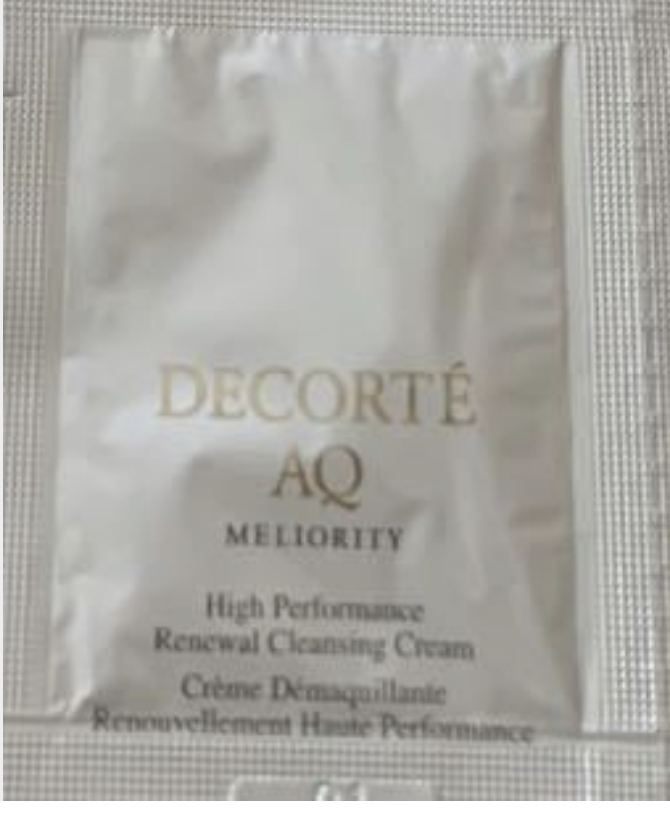 DECORTÉ
AQ
MELIORITY
High Performance
Renewal Cleansing Cream
Crème Démaquillante
Renouvellement Haute Performance